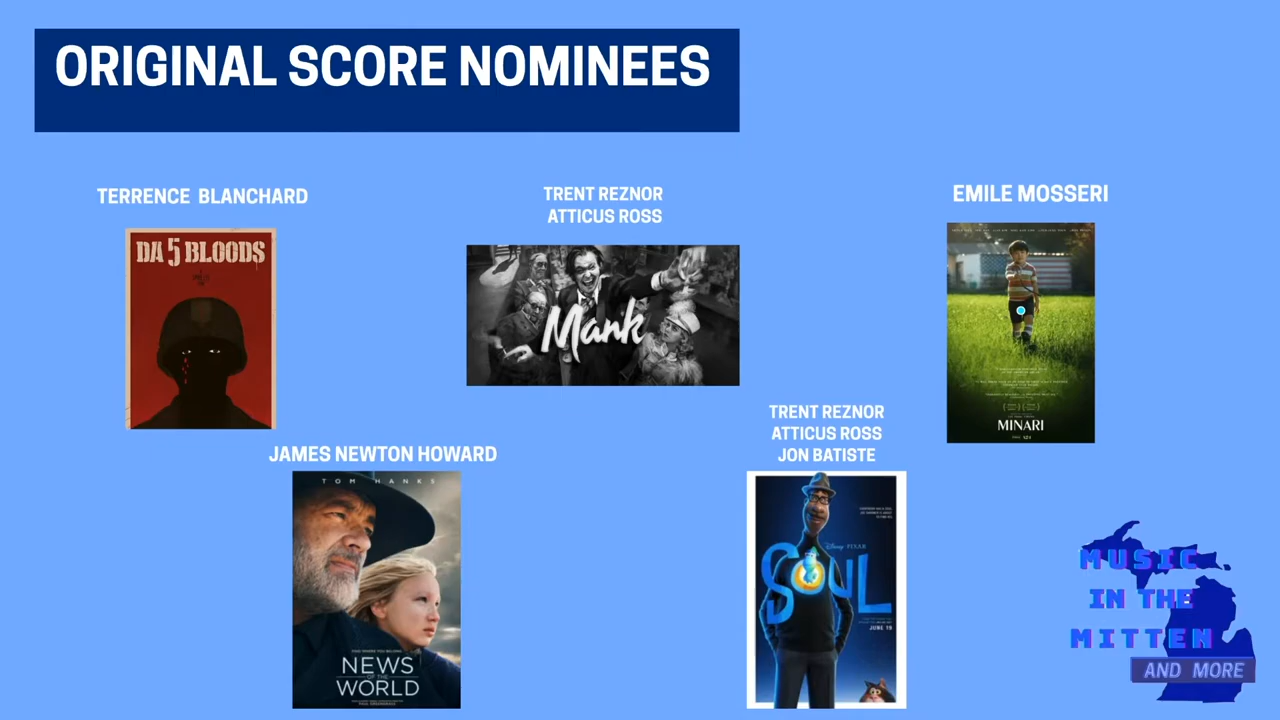 ORIGINAL SCORE NOMINEES
TERRENCE BLANCHARD
DA 5 BLOODS
TRENT REZNOR
ATTICUS ROSS
Mank
EMILE MOSSERI
MINARI
JAMES NEWTON HOWARD
TOM HANKS
NEWS
OF THE
WORLD
TRENT REZNOR
ATTICUS ROSS
JON BATISTE
Disney PIXAR
SOUL
JUNE 19
MUSIC
IN THE
MITTEN
AND MORE